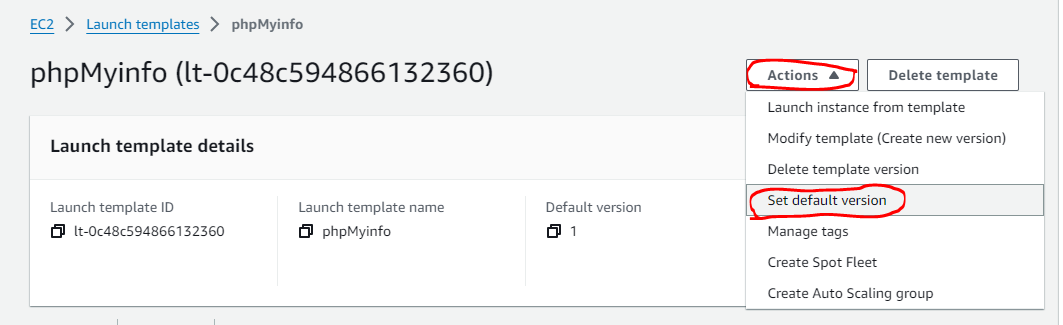 EC2 > Launch templates > phpMyinfo
phpMyinfo (lt-0c48c594866132360)
Actions ▲
Delete template
Launch instance from template
Modify template (Create new version)
Delete template version
Set default version
Manage tags
Create Spot Fleet
Create Auto Scaling group
Launch template details
Launch template ID
lt-0c48c594866132360
Launch template name
phpMyinfo
Default version
1